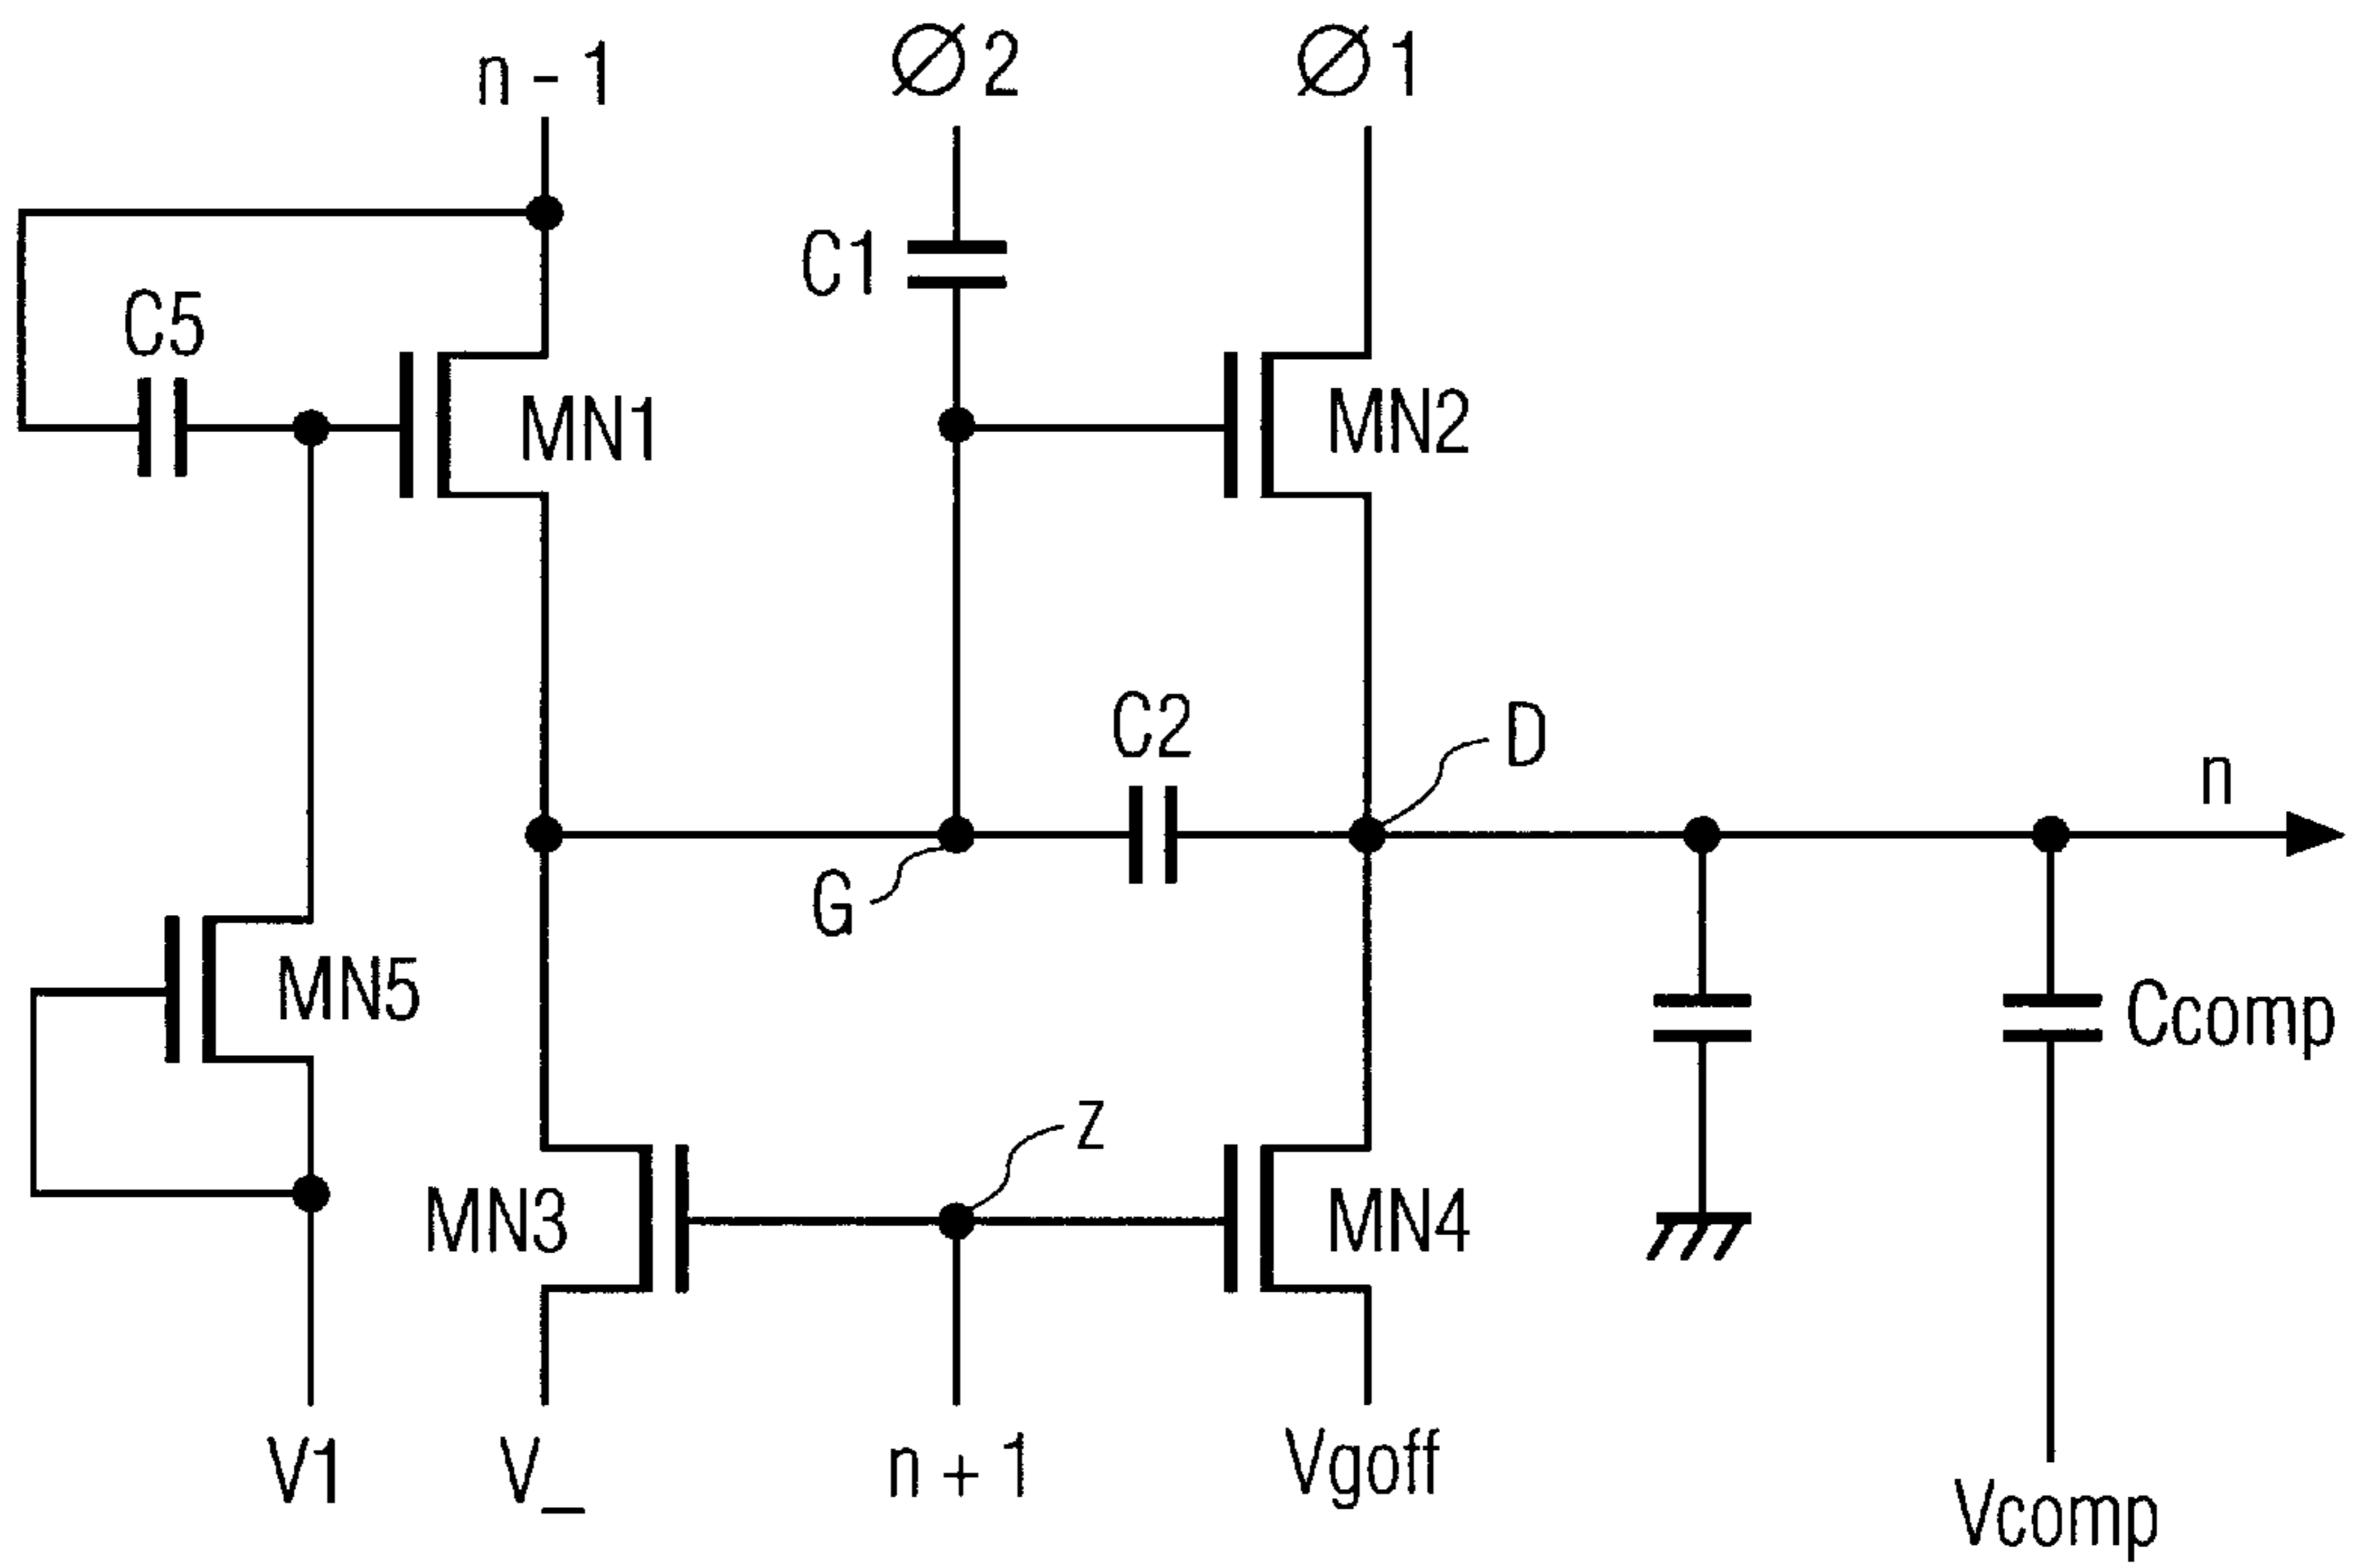 n - 1
∅ 2
∅ 1
C1
C5
MN1
MN2
C2
D
n
G
MN5
Ccomp
z
MN3
MN4
V1
V_
n + 1
Vgoff
Vcomp